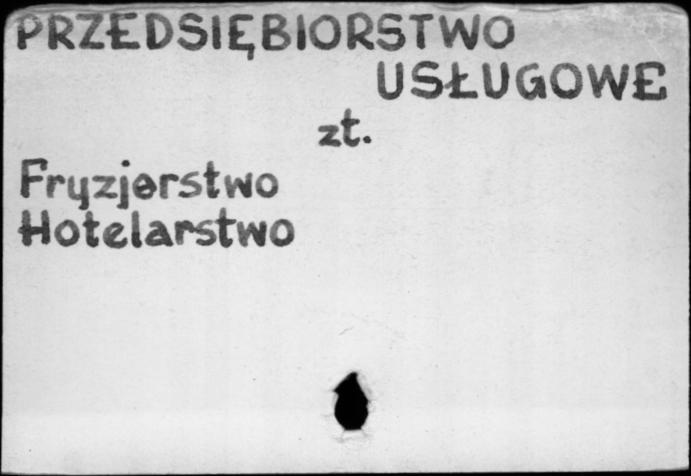 PRZEDSIĘBIORSTWO
USŁUGOWE
zt.
Fryzjerstwo
Hotelarstwo